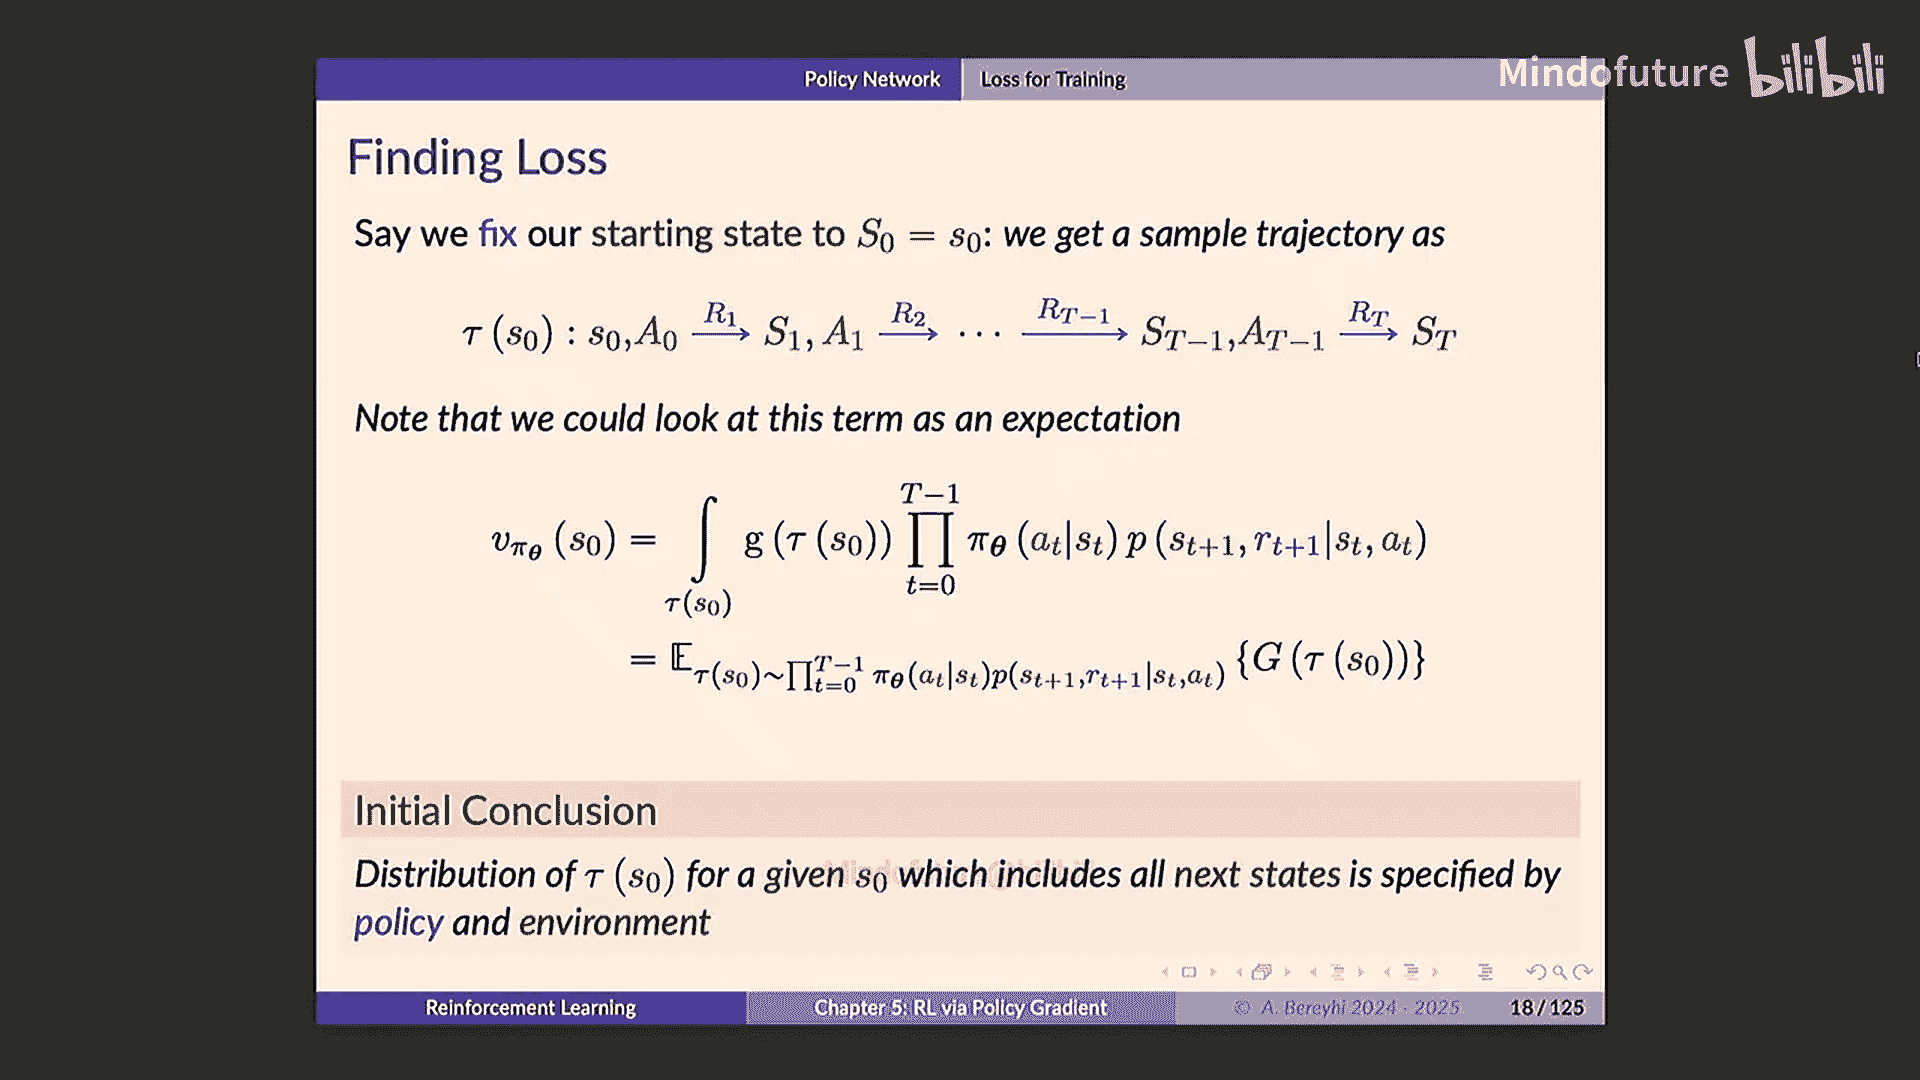 Policy Network Loss for Training
Mindofuture bilibili
Finding Loss
Say we fix our starting state to S₀ = s₀: we get a sample trajectory as
τ (s₀) : s₀,A₀ —R₁→ S₁, A₁ —R₂→ ⋯ —R_{T−1}→ S_{T−1},A_{T−1} —R_T→ S_T
Note that we could look at this term as an expectation
v_{π_θ} (s₀) = ∫_{τ(s₀)} g (τ (s₀)) ∏_{t=0}^{T−1} π_θ (a_t|s_t) p (s_{t+1}, r_{t+1}|s_t, a_t)
= 𝔼_{τ(s₀)∼∏_{t=0}^{T−1} π_θ(a_t|s_t)p(s_{t+1},r_{t+1}|s_t,a_t)} {G (τ (s₀))}
Initial Conclusion
Distribution of τ (s₀) for a given s₀ which includes all next states is specified by
policy and environment
Reinforcement Learning Chapter 5: RL via Policy Gradient © A. Bereyhi 2024 - 2025 18 / 125